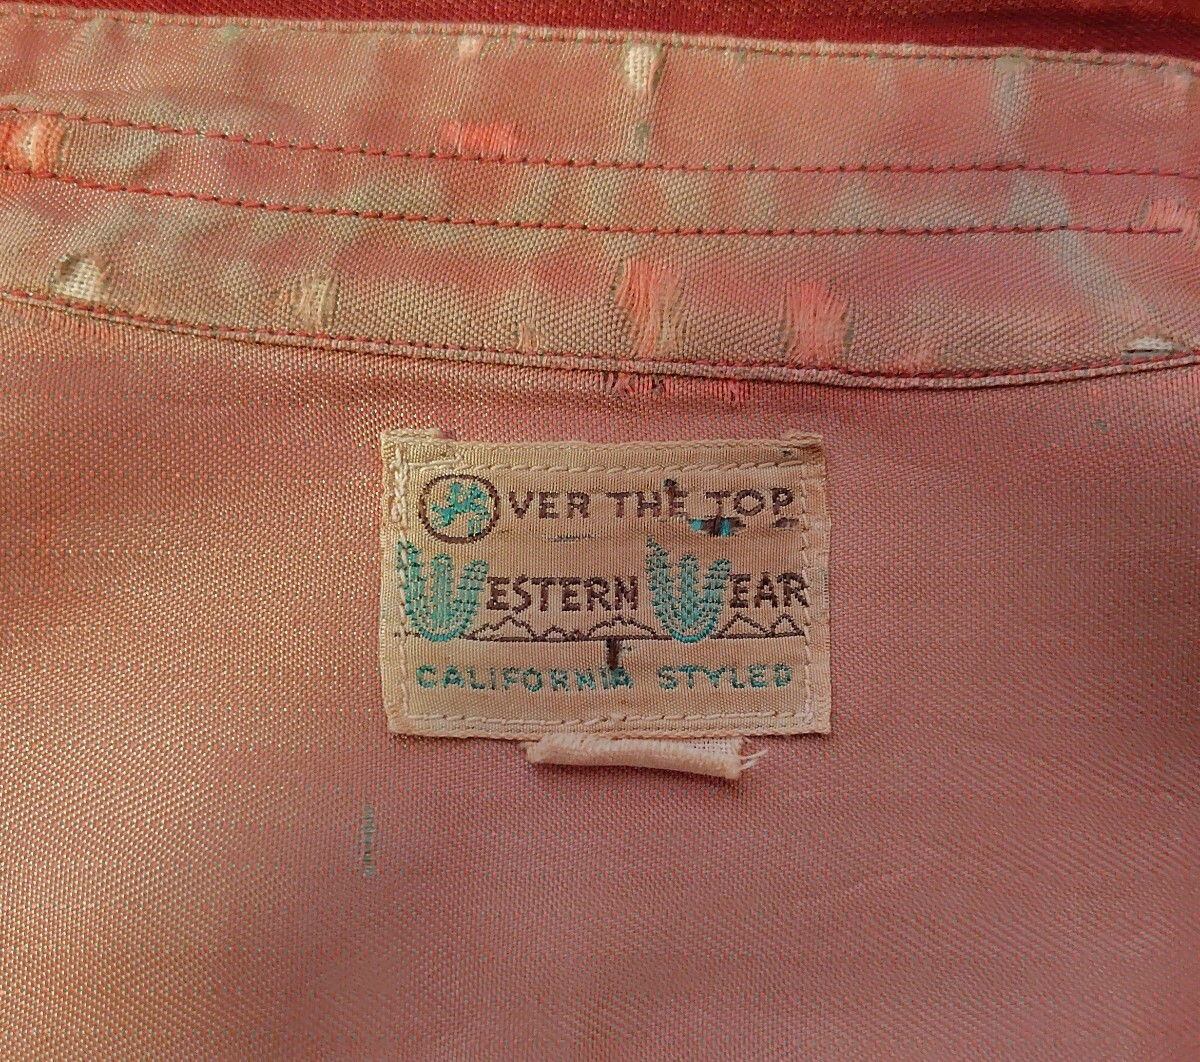 OVER THE TOP
WESTERN WEAR
CALIFORNIA STYLED